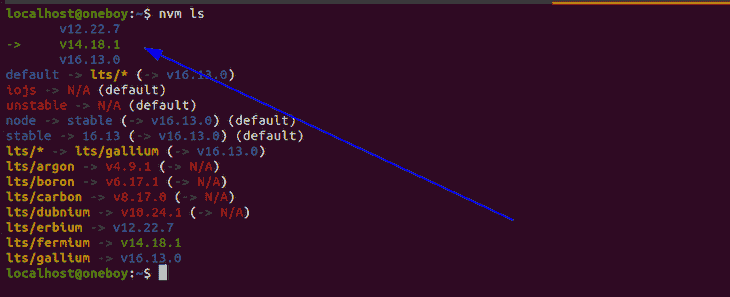 localhost@oneboy:~$ nvm ls
v12.22.7
-> v14.18.1
v16.13.0
default -> lts/* (-> v16.13.0)
iojs -> N/A (default)
unstable -> N/A (default)
node -> stable (-> v16.13.0) (default)
stable -> 16.13 (-> v16.13.0) (default)
lts/* -> lts/gallium (-> v16.13.0)
lts/argon -> v4.9.1 (-> N/A)
lts/boron -> v6.17.1 (-> N/A)
lts/carbon -> v8.17.0 (-> N/A)
lts/dubnium -> v10.24.1 (-> N/A)
lts/erbium -> v12.22.7
lts/fermium -> v14.18.1
lts/gallium -> v16.13.0
localhost@oneboy:~$